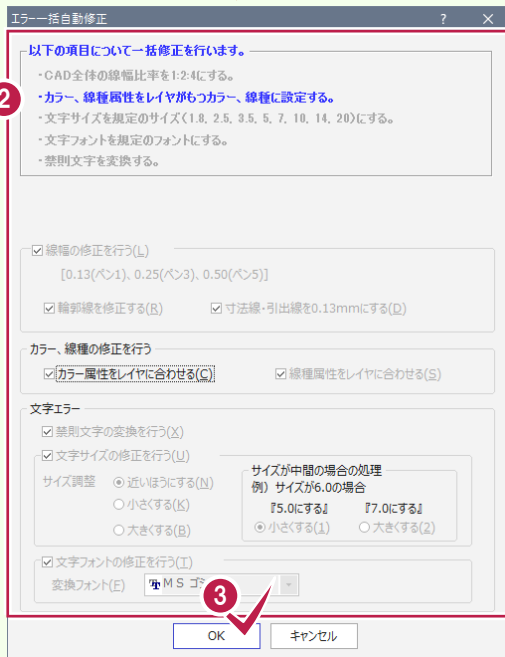 エラー一括自動修正 ? ×
以下の項目について一括修正を行います。
・CAD全体の線幅比率を1:2:4にする。
2
・カラー、線種属性をレイヤがもつカラー、線種に設定する。
・文字サイズを規定のサイズ(1.8, 2.5, 3.5, 5, 7, 10, 14, 20)にする。
・文字フォントを規定のフォントにする。
・禁則文字を変換する。
線幅の修正を行う(L)
[0.13(ペン1)、0.25(ペン3)、0.50(ペン5)]
輪郭線を修正する(R) 寸法線・引出線を0.13mmにする(D)
カラー、線種の修正を行う
カラー属性をレイヤに合わせる(C) 線種属性をレイヤに合わせる(S)
文字エラー
禁則文字の変換を行う(X)
文字サイズの修正を行う(U)
サイズ調整 近いほうにする(N)
小さくする(K)
大きくする(B)
サイズが中間の場合の処理
例）サイズが6.0の場合
『5.0にする』 『7.0にする』
小さくする(1) 大きくする(2)
文字フォントの修正を行う(T)
変換フォント(F) MS ゴシ
3
OK キャンセル